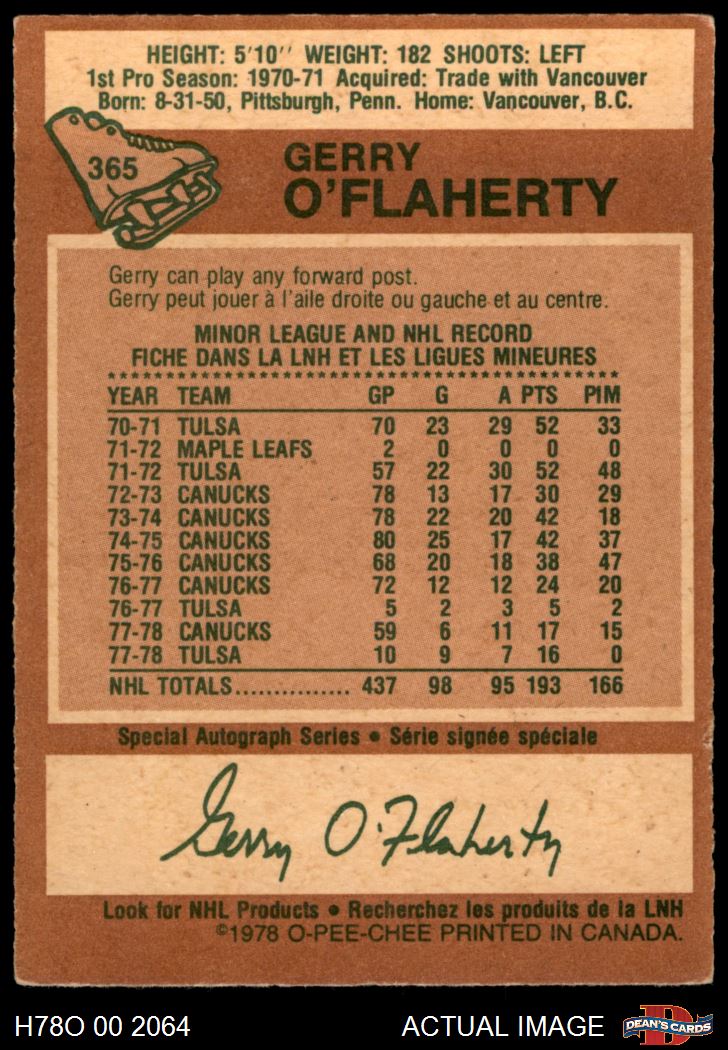 HEIGHT: 5'10'' WEIGHT: 182 SHOOTS: LEFT
1st Pro Season: 1970-71 Acquired: Trade with Vancouver
Born: 8-31-50, Pittsburgh, Penn. Home: Vancouver, B.C.
365
GERRY
O'FLAHERTY
Gerry can play any forward post.
Gerry peut jouer à l'aile droite ou gauche et au centre.
MINOR LEAGUE AND NHL RECORD
FICHE DANS LA LNH ET LES LIGUES MINEURES
YEAR TEAM GP G A PTS PIM
70-71 TULSA 70 23 29 52 33
71-72 MAPLE LEAFS 2 0 0 0 0
71-72 TULSA 57 22 30 52 48
72-73 CANUCKS 78 13 17 30 29
73-74 CANUCKS 78 22 20 42 18
74-75 CANUCKS 80 25 17 42 37
75-76 CANUCKS 68 20 18 38 47
76-77 CANUCKS 72 12 12 24 20
76-77 TULSA 5 2 3 5 2
77-78 CANUCKS 59 6 11 17 15
77-78 TULSA 10 9 7 16 0
NHL TOTALS............... 437 98 95 193 166
Special Autograph Series • Série signée spéciale
Gerry O'Flaherty
Look for NHL Products • Recherchez les produits de la LNH
©1978 O-PEE-CHEE PRINTED IN CANADA.
H78O 00 2064 ACTUAL IMAGE
D
DEAN'S CARDS